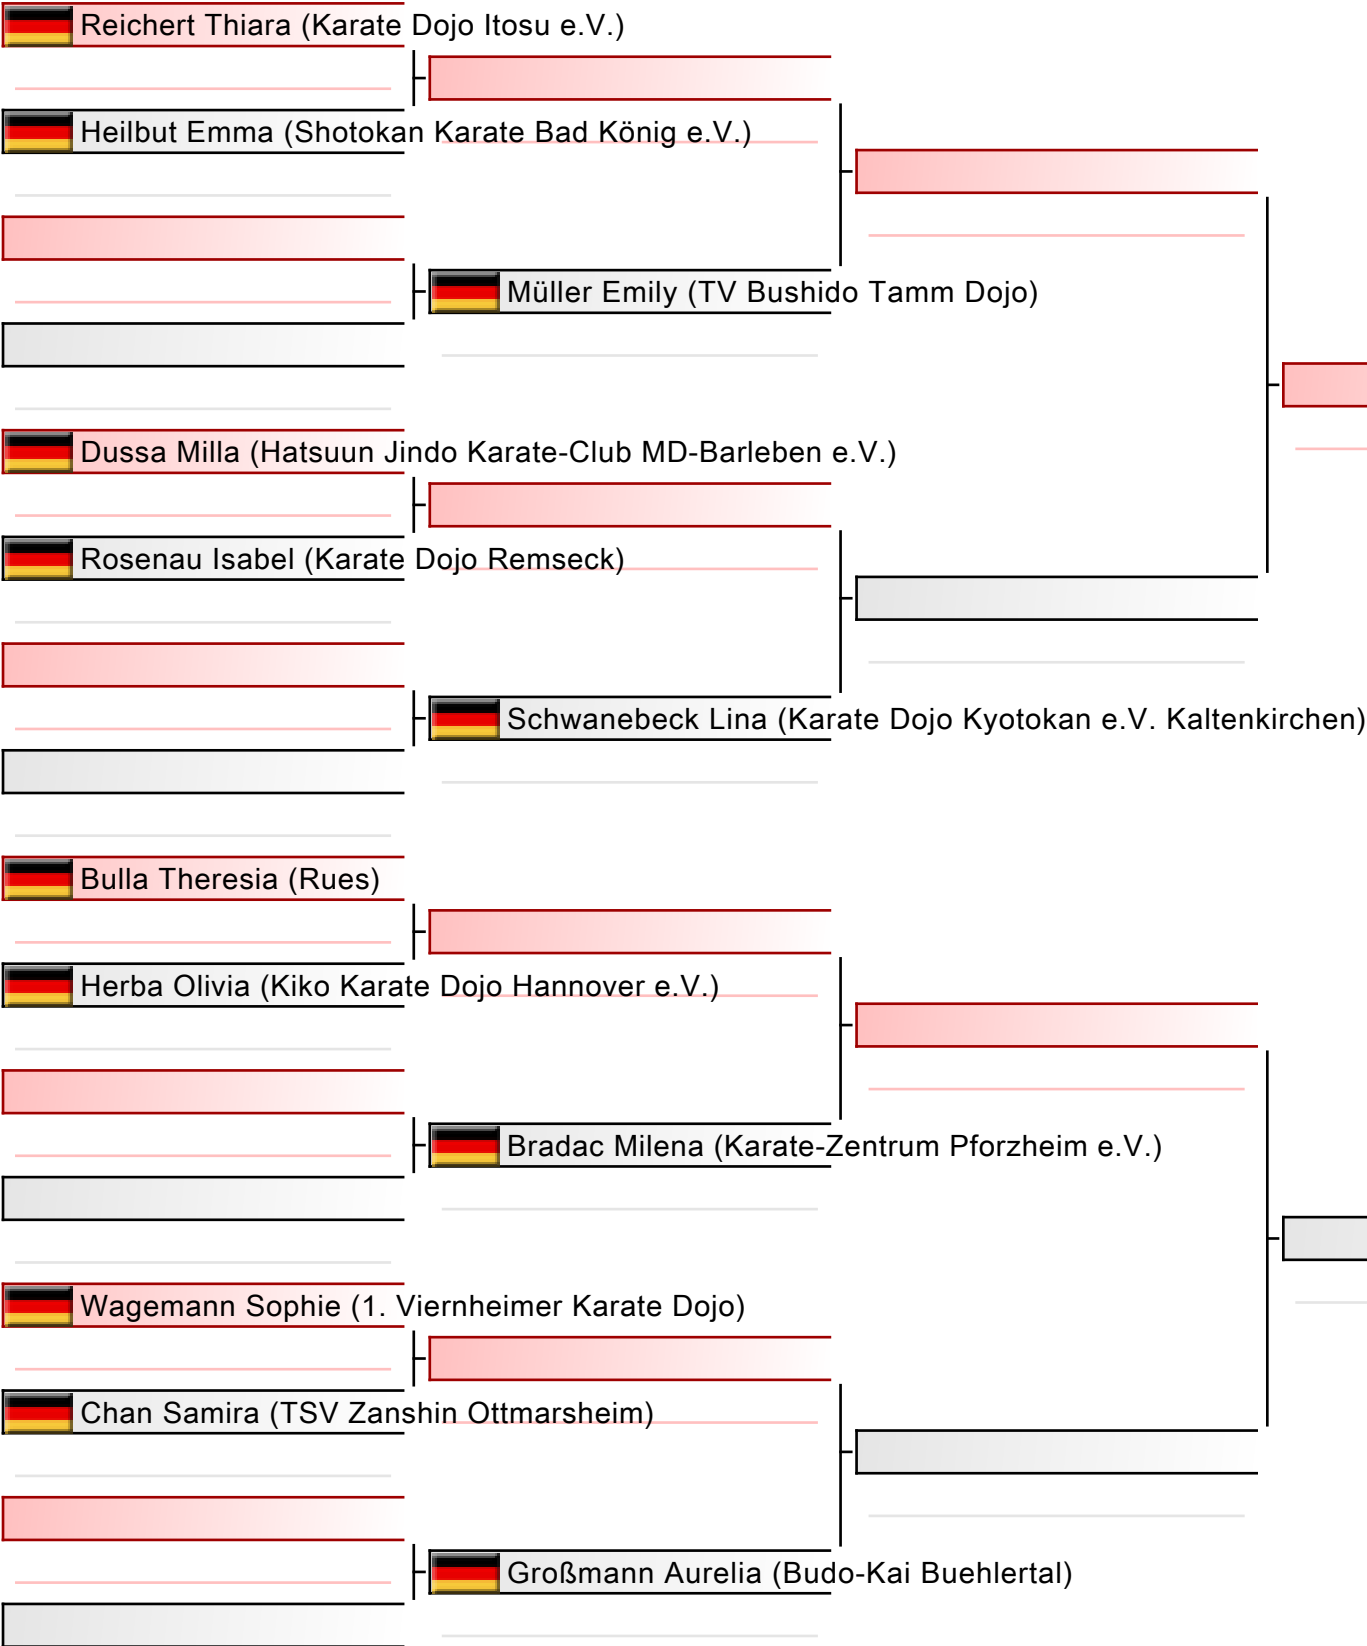 Reichert Thiara (Karate Dojo Itosu e.V.)
Heilbut Emma (Shotokan Karate Bad König e.V.)
Müller Emily (TV Bushido Tamm Dojo)
Dussa Milla (Hatsuun Jindo Karate-Club MD-Barleben e.V.)
Rosenau Isabel (Karate Dojo Remseck)
Schwanebeck Lina (Karate Dojo Kyotokan e.V. Kaltenkirchen)
Bulla Theresia (Rues)
Herba Olivia (Kiko Karate Dojo Hannover e.V.)
Bradac Milena (Karate-Zentrum Pforzheim e.V.)
Wagemann Sophie (1. Viernheimer Karate Dojo)
Chan Samira (TSV Zanshin Ottmarsheim)
Großmann Aurelia (Budo-Kai Buehlertal)